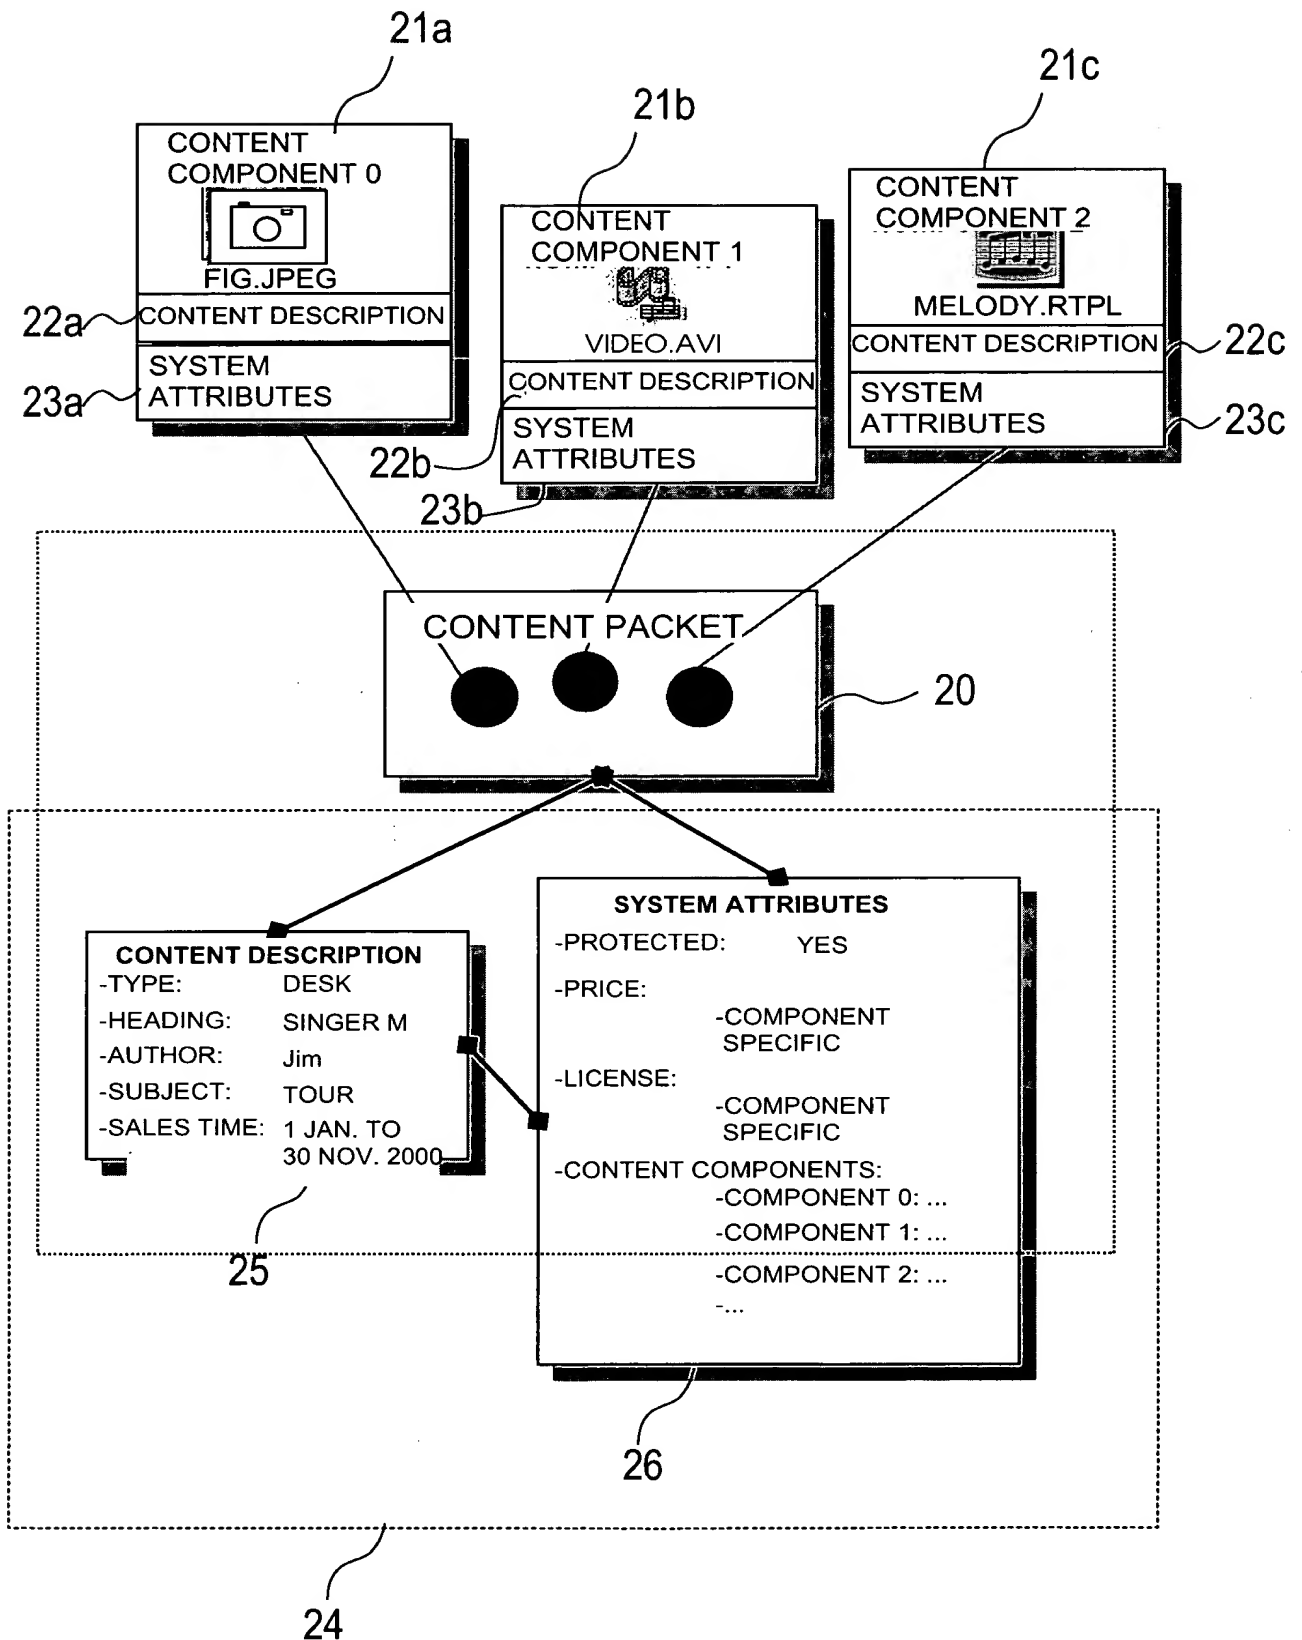 21a
21c
21b
CONTENT
COMPONENT 0
FIG.JPEG
CONTENT DESCRIPTION
SYSTEM
ATTRIBUTES
22a
23a
CONTENT
COMPONENT 1
VIDEO.AVI
CONTENT DESCRIPTION
SYSTEM
ATTRIBUTES
22b
23b
CONTENT
COMPONENT 2
MELODY.RTPL
CONTENT DESCRIPTION
SYSTEM
ATTRIBUTES
22c
23c
CONTENT PACKET
20
CONTENT DESCRIPTION
-TYPE: DESK
-HEADING: SINGER M
-AUTHOR: Jim
-SUBJECT: TOUR
-SALES TIME: 1 JAN. TO
30 NOV. 2000
25
SYSTEM ATTRIBUTES
-PROTECTED: YES
-PRICE:
-COMPONENT
SPECIFIC
-LICENSE:
-COMPONENT
SPECIFIC
-CONTENT COMPONENTS:
-COMPONENT 0: ...
-COMPONENT 1: ...
-COMPONENT 2: ...
-...
26
24